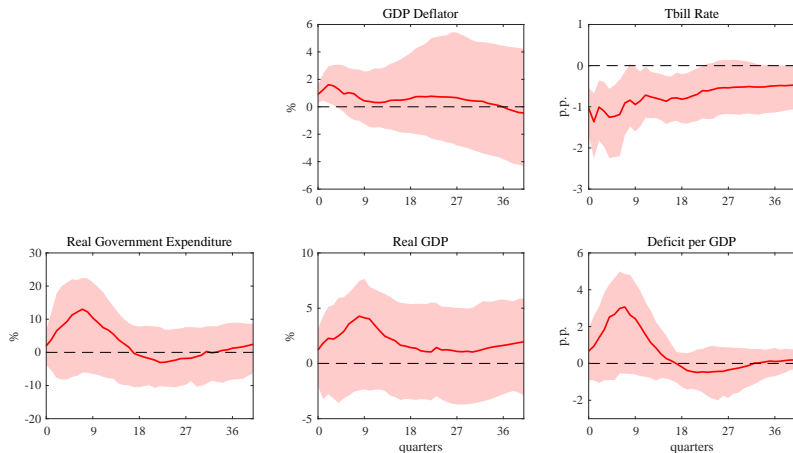 GDP Deflator
6
4
2
0
-2
-4
-6
%
0 9 18 27 36
Tbill Rate
1
0
-1
-2
-3
p.p.
0 9 18 27 36
Real Government Expenditure
30
20
10
0
-10
-20
%
0 9 18 27 36
Real GDP
10
5
0
-5
%
0 9 18 27 36
quarters
Deficit per GDP
6
4
2
0
-2
p.p.
0 9 18 27 36
quarters